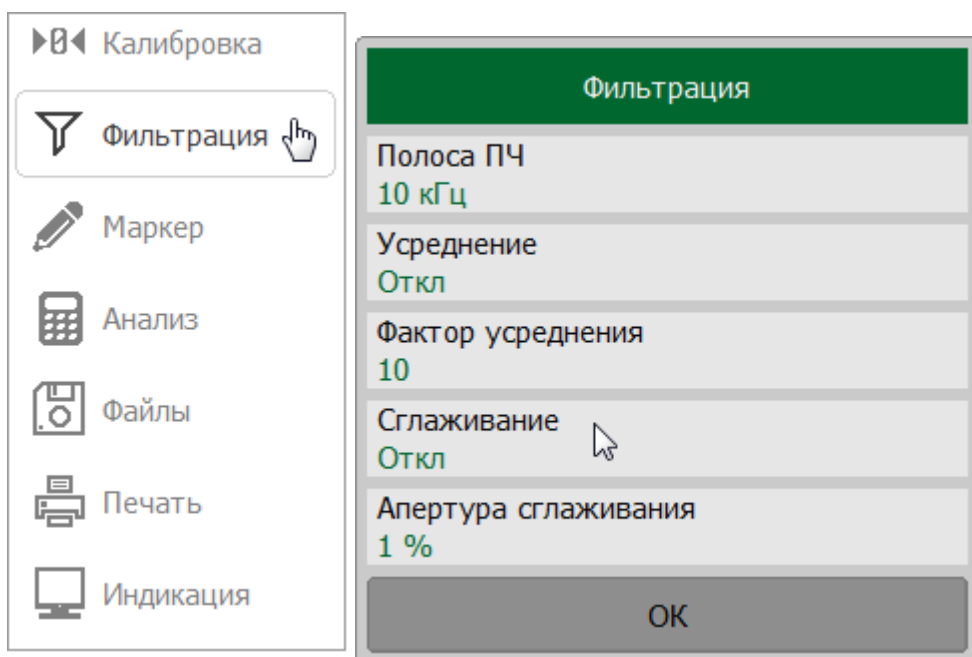 Калибровка
Фильтрация
Маркер
Анализ
Файлы
Печать
Индикация
Фильтрация
Полоса ПЧ
10 кГц
Усреднение
Откл
Фактор усреднения
10
Сглаживание
Откл
Апертура сглаживания
1 %
ОК